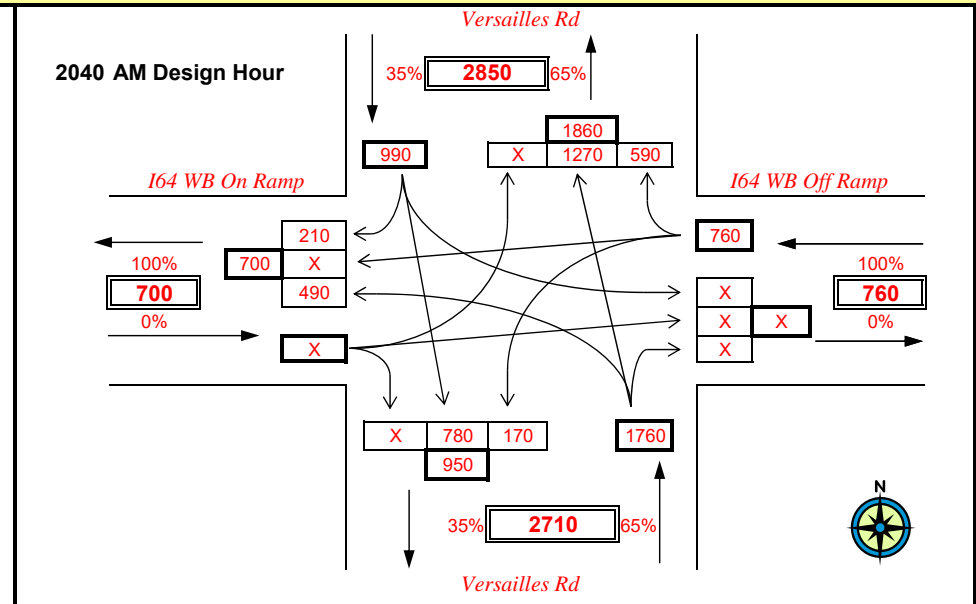 Versailles Rd
2040 AM Design Hour
35% 2850 65%
1860
990
X 1270 590
I64 WB On Ramp
I64 WB Off Ramp
210
760
100%
700 X
100%
700
490
X
760
0%
X X
0%
X
X
X 780 170
1760
950
N
35% 2710 65%
Versailles Rd